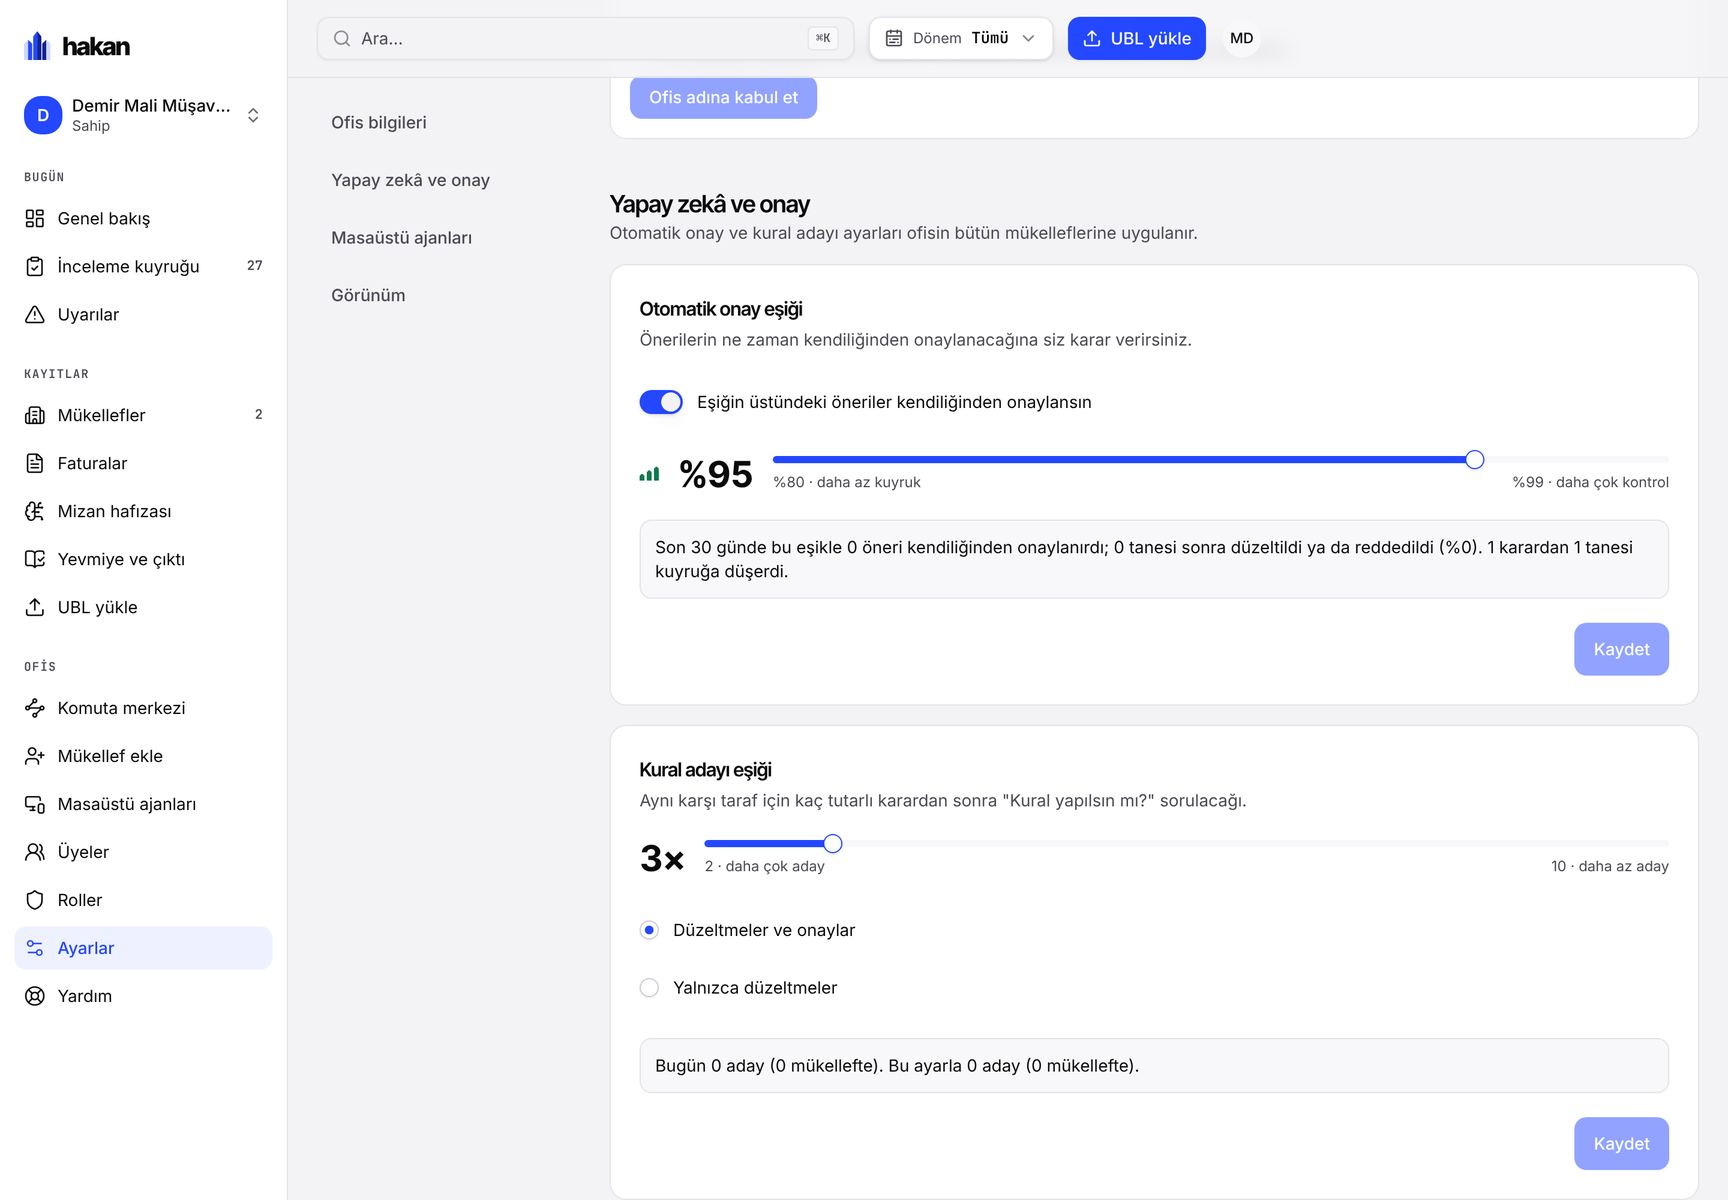 hakan
Demir Mali Müşav...
Sahip
BUGÜN
Genel bakış
İnceleme kuyruğu 27
Uyarılar
KAYITLAR
Mükellefler 2
Faturalar
Mizan hafızası
Yevmiye ve çıktı
UBL yükle
OFİS
Komuta merkezi
Mükellef ekle
Masaüstü ajanları
Üyeler
Roller
Ayarlar
Yardım
Ara... ⌘K
Dönem Tümü
UBL yükle
MD
Ofis bilgileri
Yapay zekâ ve onay
Masaüstü ajanları
Görünüm
Ofis adına kabul et
Yapay zekâ ve onay
Otomatik onay ve kural adayı ayarları ofisin bütün mükelleflerine uygulanır.
Otomatik onay eşiği
Önerilerin ne zaman kendiliğinden onaylanacağına siz karar verirsiniz.
Eşiğin üstündeki öneriler kendiliğinden onaylansın
%95
%80 · daha az kuyruk %99 · daha çok kontrol
Son 30 günde bu eşikle 0 öneri kendiliğinden onaylanırdı; 0 tanesi sonra düzeltildi ya da reddedildi (%0). 1 karardan 1 tanesi
kuyruğa düşerdi.
Kaydet
Kural adayı eşiği
Aynı karşı taraf için kaç tutarlı karardan sonra "Kural yapılsın mı?" sorulacağı.
3×
2 · daha çok aday 10 · daha az aday
Düzeltmeler ve onaylar
Yalnızca düzeltmeler
Bugün 0 aday (0 mükellefte). Bu ayarla 0 aday (0 mükellefte).
Kaydet